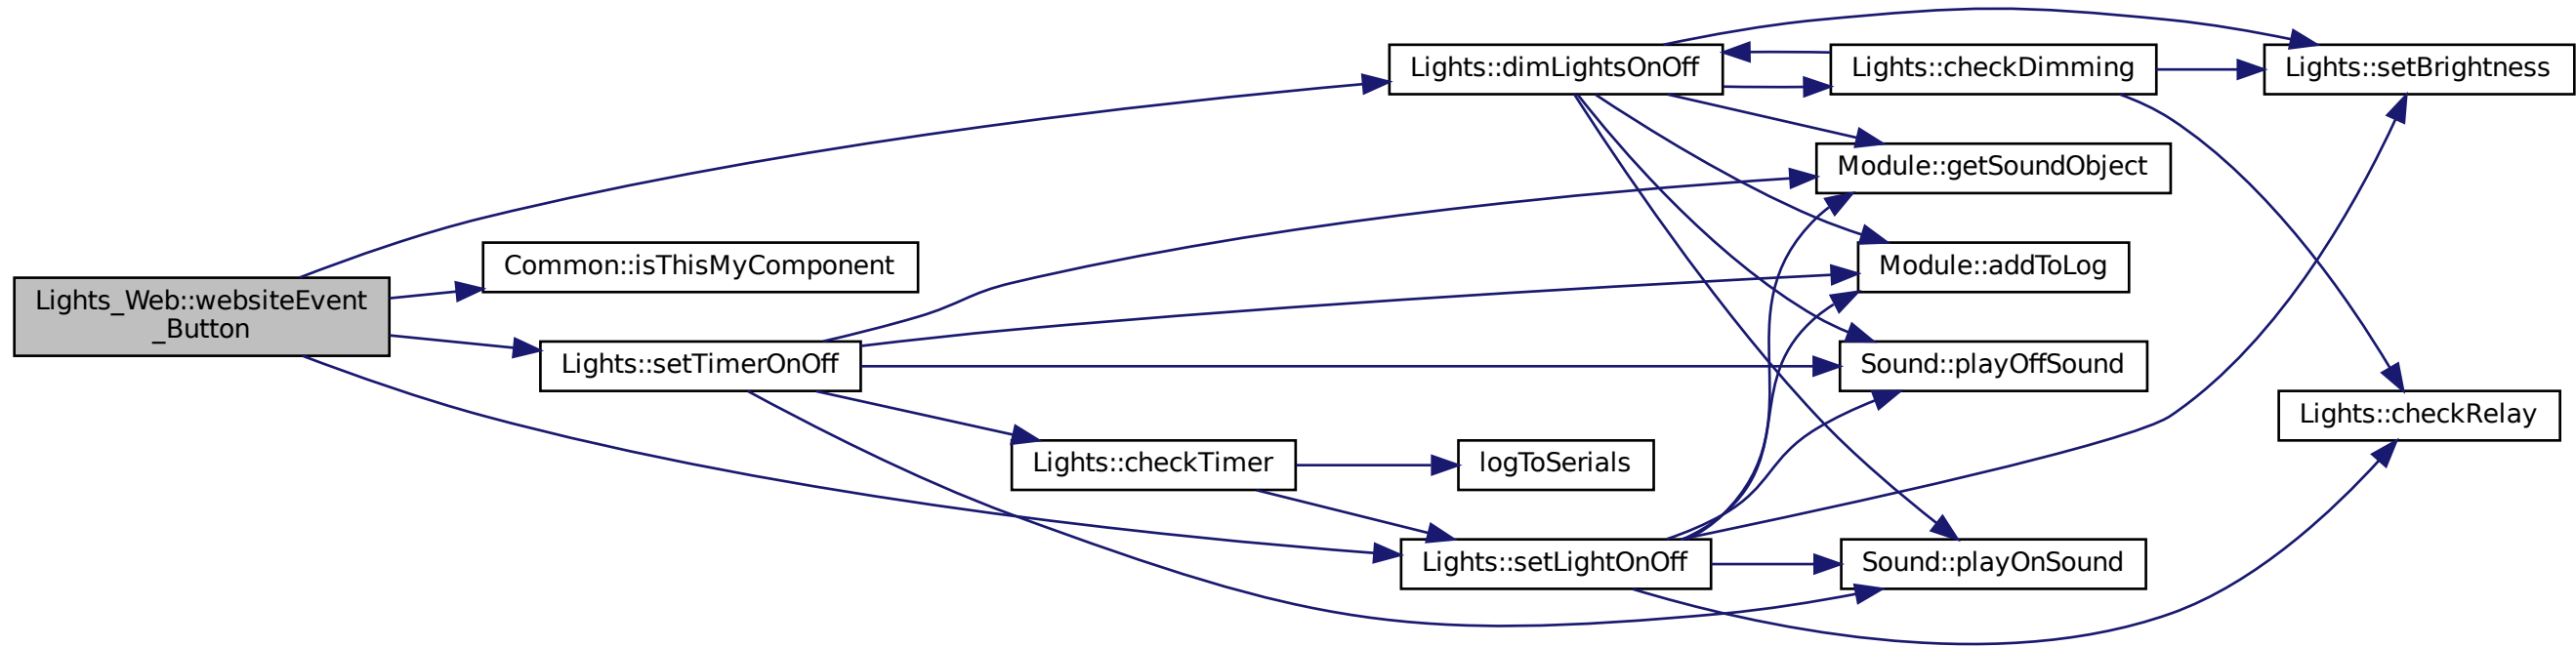 Lights_Web::websiteEvent
_Button
Lights::dimLightsOnOff
Common::isThisMyComponent
Lights::setTimerOnOff
Lights::checkTimer
logToSerials
Lights::setLightOnOff
Lights::checkDimming
Module::getSoundObject
Module::addToLog
Sound::playOffSound
Sound::playOnSound
Lights::setBrightness
Lights::checkRelay